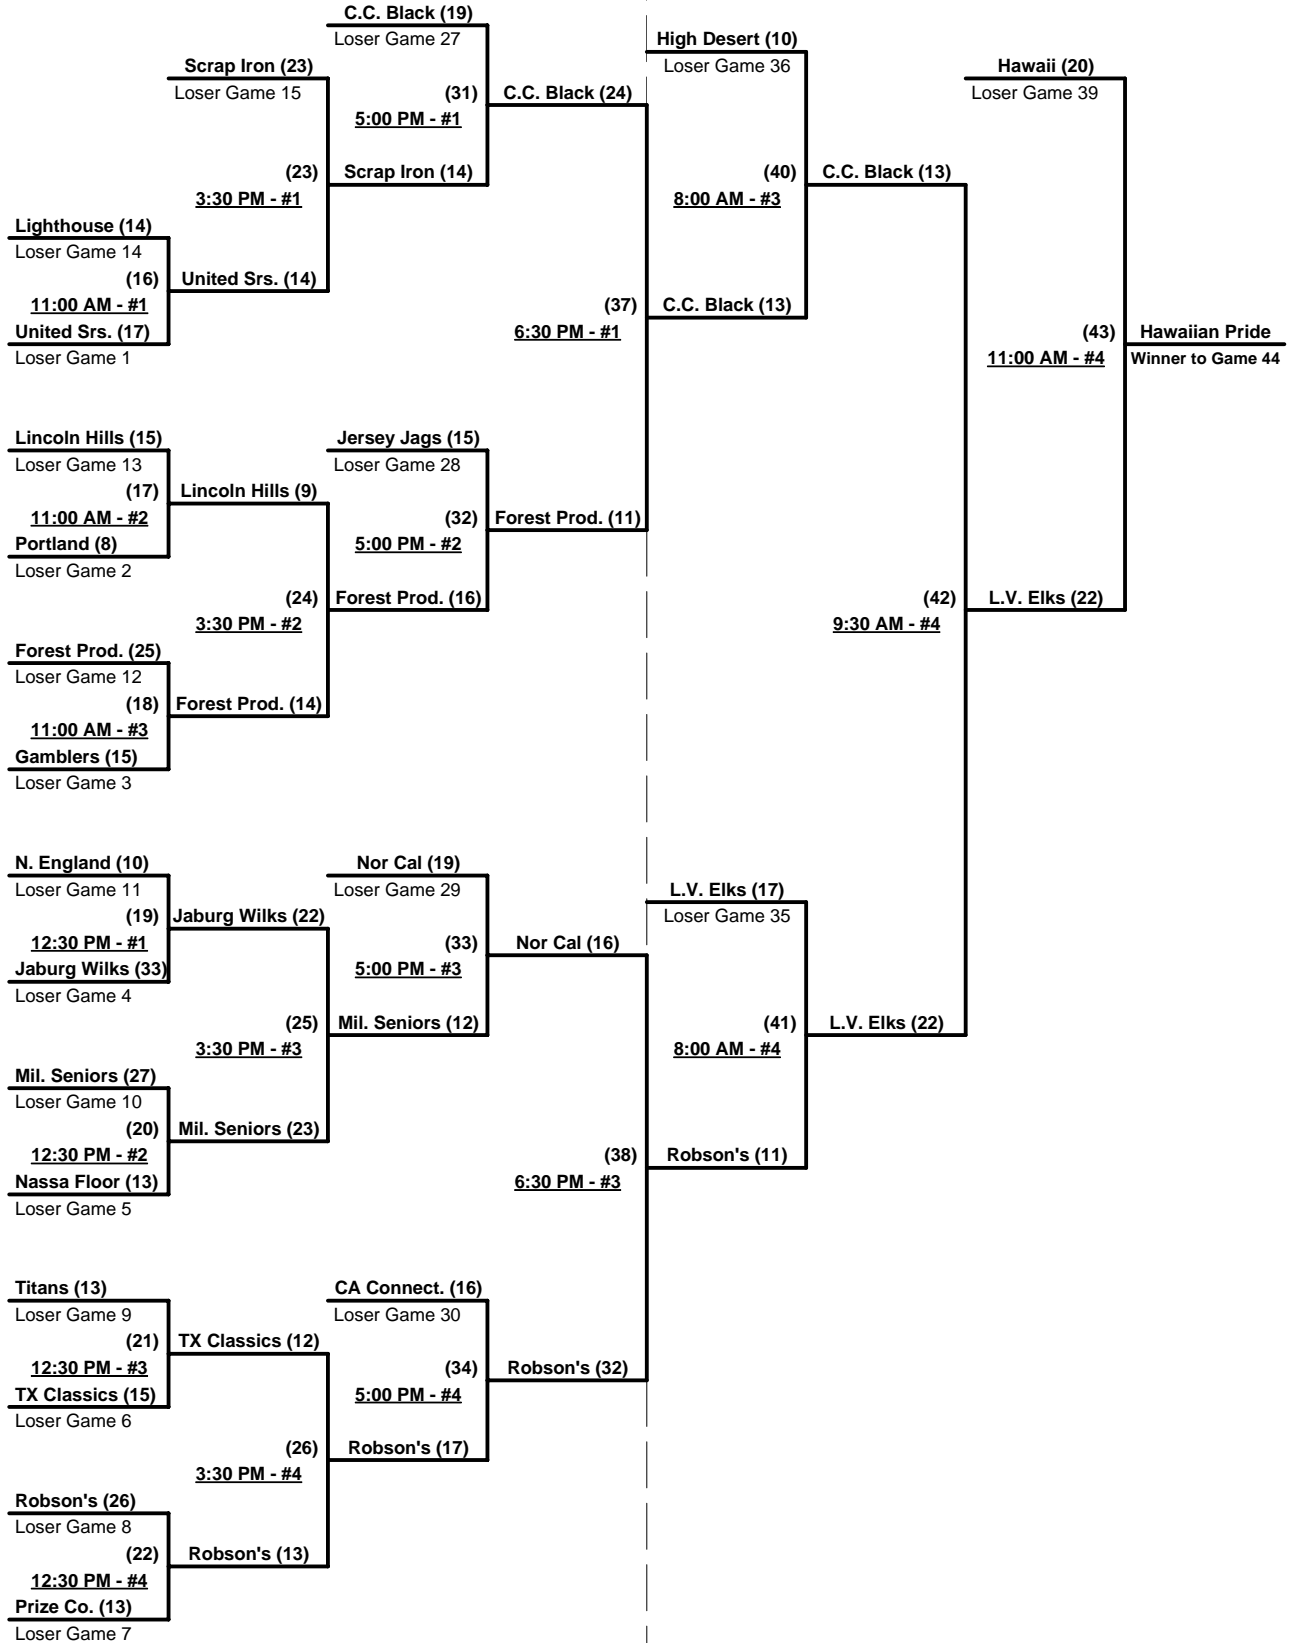 C.C. Black (19)
Loser Game 27
High Desert (10)
Loser Game 36
Scrap Iron (23)
Loser Game 15
Hawaii (20)
Loser Game 39
(31)
5:00 PM - #1
C.C. Black (24)
(23)
3:30 PM - #1
Scrap Iron (14)
(40)
8:00 AM - #3
C.C. Black (13)
Lighthouse (14)
Loser Game 14
(16)
11:00 AM - #1
United Srs. (14)
United Srs. (17)
Loser Game 1
(37)
6:30 PM - #1
C.C. Black (13)
(43)
11:00 AM - #4
Hawaiian Pride
Winner to Game 44
Lincoln Hills (15)
Loser Game 13
Jersey Jags (15)
Loser Game 28
(17)
11:00 AM - #2
Lincoln Hills (9)
(32)
5:00 PM - #2
Forest Prod. (11)
Portland (8)
Loser Game 2
(24)
3:30 PM - #2
Forest Prod. (16)
(42)
9:30 AM - #4
L.V. Elks (22)
Forest Prod. (25)
Loser Game 12
(18)
11:00 AM - #3
Forest Prod. (14)
Gamblers (15)
Loser Game 3
N. England (10)
Loser Game 11
Nor Cal (19)
Loser Game 29
L.V. Elks (17)
Loser Game 35
(19)
12:30 PM - #1
Jaburg Wilks (22)
(33)
5:00 PM - #3
Nor Cal (16)
Jaburg Wilks (33)
Loser Game 4
(25)
3:30 PM - #3
Mil. Seniors (12)
(41)
8:00 AM - #4
L.V. Elks (22)
Mil. Seniors (27)
Loser Game 10
(20)
12:30 PM - #2
Mil. Seniors (23)
Nassa Floor (13)
Loser Game 5
(38)
6:30 PM - #3
Robson's (11)
Titans (13)
Loser Game 9
CA Connect. (16)
Loser Game 30
(21)
12:30 PM - #3
TX Classics (12)
(34)
5:00 PM - #4
Robson's (32)
TX Classics (15)
Loser Game 6
(26)
3:30 PM - #4
Robson's (17)
Robson's (26)
Loser Game 8
(22)
12:30 PM - #4
Robson's (13)
Prize Co. (13)
Loser Game 7